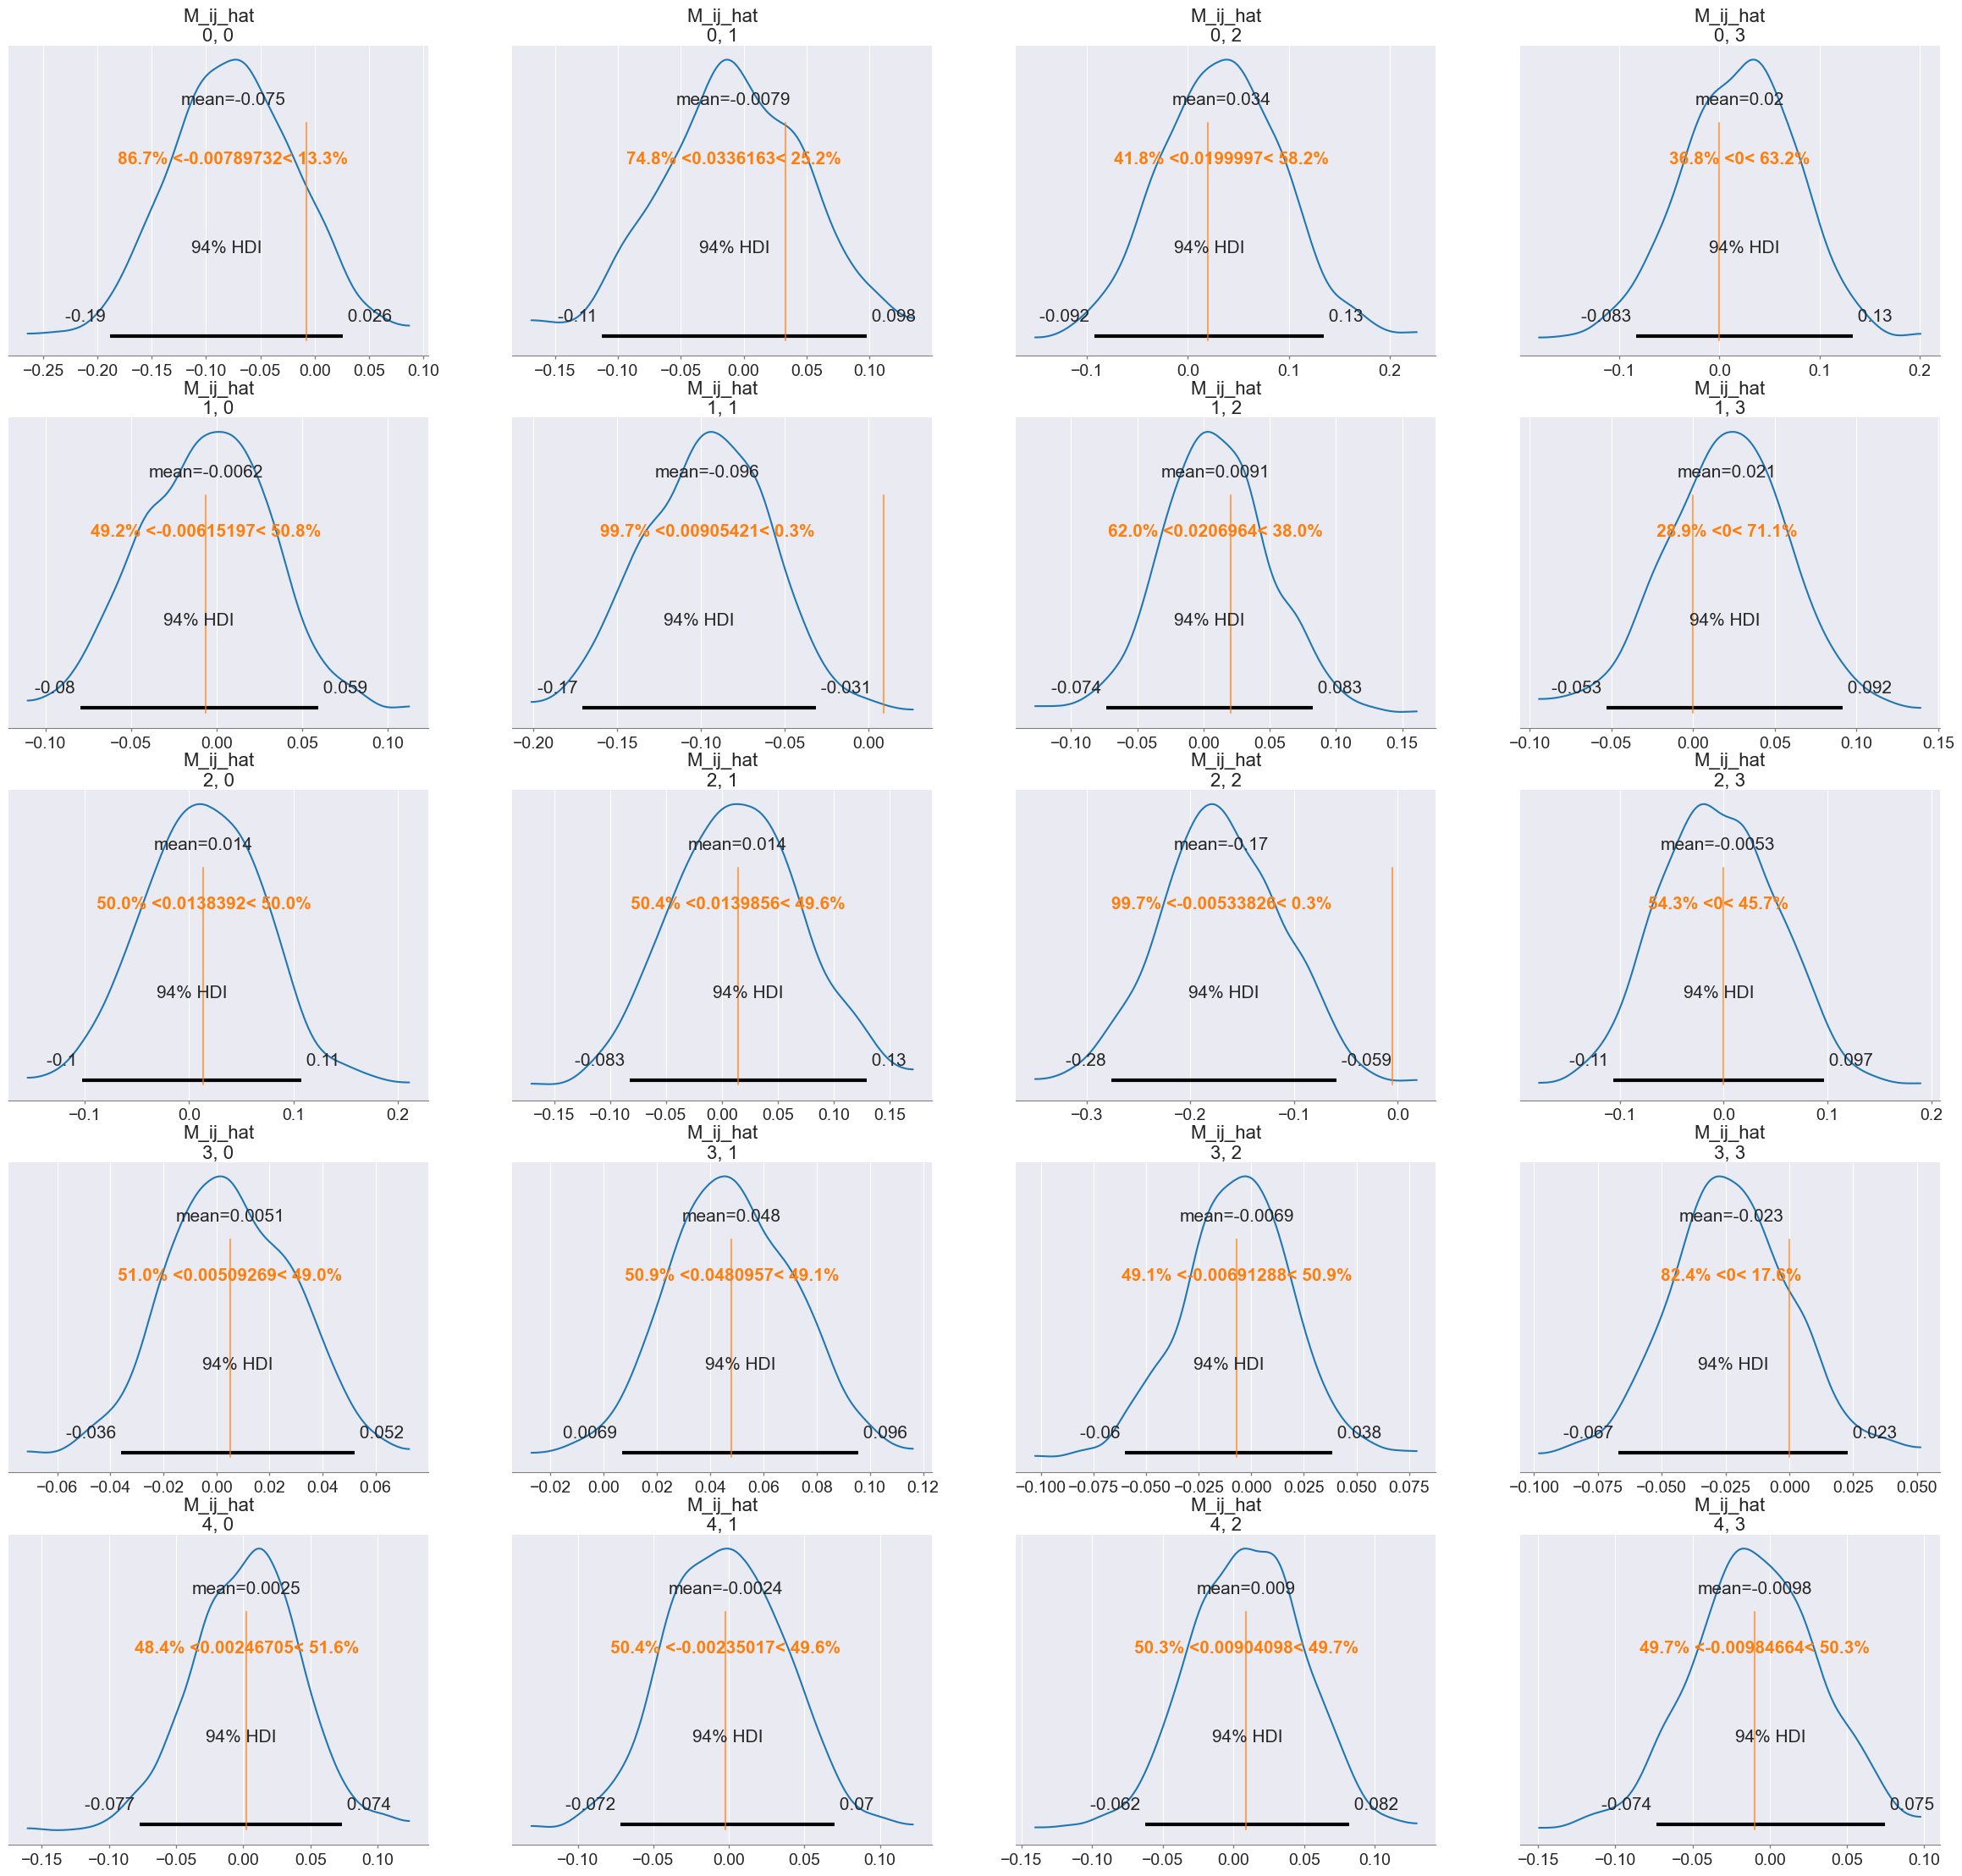 M_ij_hat M_ij_hat M_ij_hat M_ij_hat
0, 0 0, 1 0, 2 0, 3
mean=-0.075 mean=-0.0079 mean=0.034 mean=0.02
86.7% <-0.00789732< 13.3% 74.8% <0.0336163< 25.2% 41.8% <0.0199997< 58.2% 36.8% <0< 63.2%
94% HDI 94% HDI 94% HDI 94% HDI
-0.19 0.026 -0.11 0.098 -0.092 0.13 -0.083 0.13
−0.25 −0.20 −0.15 −0.10 −0.05 0.00 0.05 0.10 −0.15 −0.10 −0.05 0.00 0.05 0.10 −0.1 0.0 0.1 0.2 −0.1 0.0 0.1 0.2
M_ij_hat M_ij_hat M_ij_hat M_ij_hat
1, 0 1, 1 1, 2 1, 3
mean=-0.0062 mean=-0.096 mean=0.0091 mean=0.021
49.2% <-0.00615197< 50.8% 99.7% <0.00905421< 0.3% 62.0% <0.0206964< 38.0% 28.9% <0< 71.1%
94% HDI 94% HDI 94% HDI 94% HDI
-0.08 0.059 -0.17 -0.031 -0.074 0.083 -0.053 0.092
−0.10 −0.05 0.00 0.05 0.10 −0.20 −0.15 −0.10 −0.05 0.00 −0.10 −0.05 0.00 0.05 0.10 0.15 −0.10 −0.05 0.00 0.05 0.10 0.15
M_ij_hat M_ij_hat M_ij_hat M_ij_hat
2, 0 2, 1 2, 2 2, 3
mean=0.014 mean=0.014 mean=-0.17 mean=-0.0053
50.0% <0.0138392< 50.0% 50.4% <0.0139856< 49.6% 99.7% <-0.00533826< 0.3% 54.3% <0< 45.7%
94% HDI 94% HDI 94% HDI 94% HDI
-0.1 0.11 -0.083 0.13 -0.28 -0.059 -0.11 0.097
−0.1 0.0 0.1 0.2 −0.15 −0.10 −0.05 0.00 0.05 0.10 0.15 −0.3 −0.2 −0.1 0.0 −0.1 0.0 0.1 0.2
M_ij_hat M_ij_hat M_ij_hat M_ij_hat
3, 0 3, 1 3, 2 3, 3
mean=0.0051 mean=0.048 mean=-0.0069 mean=-0.023
51.0% <0.00509269< 49.0% 50.9% <0.0480957< 49.1% 49.1% <-0.00691288< 50.9% 82.4% <0< 17.6%
94% HDI 94% HDI 94% HDI 94% HDI
-0.036 0.052 0.0069 0.096 -0.06 0.038 -0.067 0.023
−0.06 −0.04 −0.02 0.00 0.02 0.04 0.06 −0.02 0.00 0.02 0.04 0.06 0.08 0.10 0.12 −0.100 −0.075 −0.050 −0.025 0.000 0.025 0.050 0.075 −0.100 −0.075 −0.050 −0.025 0.000 0.025 0.050
M_ij_hat M_ij_hat M_ij_hat M_ij_hat
4, 0 4, 1 4, 2 4, 3
mean=0.0025 mean=-0.0024 mean=0.009 mean=-0.0098
48.4% <0.00246705< 51.6% 50.4% <-0.00235017< 49.6% 50.3% <0.00904098< 49.7% 49.7% <-0.00984664< 50.3%
94% HDI 94% HDI 94% HDI 94% HDI
-0.077 0.074 -0.072 0.07 -0.062 0.082 -0.074 0.075
−0.15 −0.10 −0.05 0.00 0.05 0.10 −0.10 −0.05 0.00 0.05 0.10 −0.15 −0.10 −0.05 0.00 0.05 0.10 −0.15 −0.10 −0.05 0.00 0.05 0.10